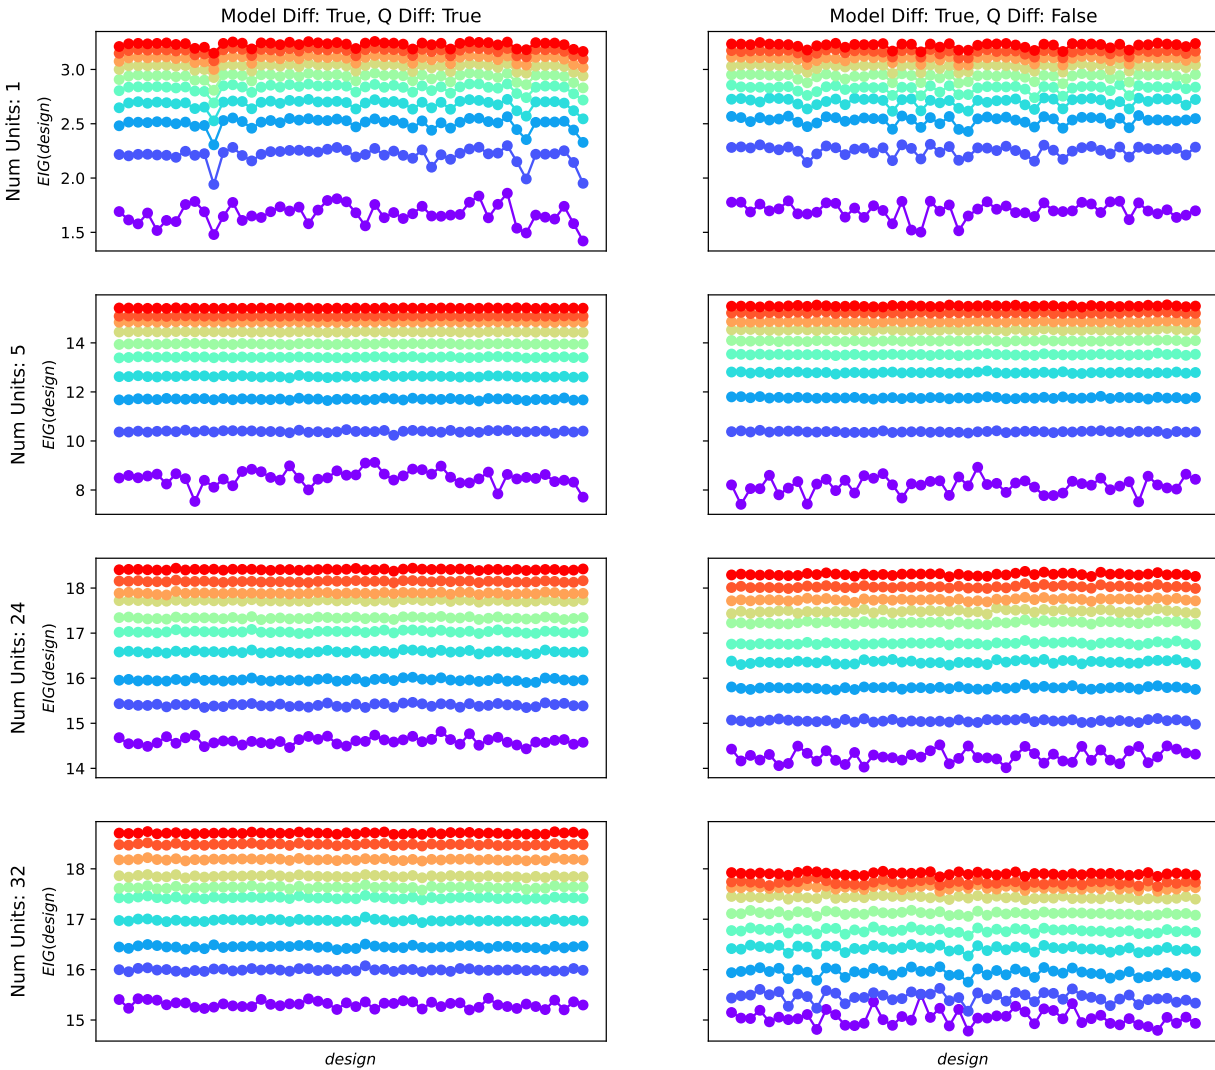 Model Diff: True, Q Diff: True
Model Diff: True, Q Diff: False
Num Units: 1
EIG(design)
3.0
2.5
2.0
1.5
Num Units: 5
EIG(design)
14
12
10
8
Num Units: 24
EIG(design)
18
17
16
15
14
Num Units: 32
EIG(design)
18
17
16
15
design
design